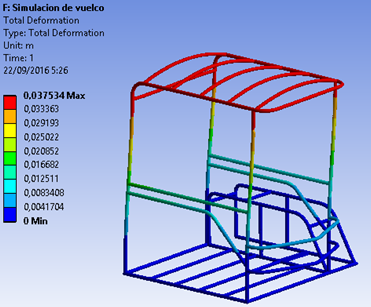 F: Simulacion de vuelco
Total Deformation
Type: Total Deformation
Unit: m
Time: 1
22/09/2016 5:26
0,037534 Max
0,033363
0,029193
0,025022
0,020852
0,016682
0,012511
0,0083408
0,0041704
0 Min